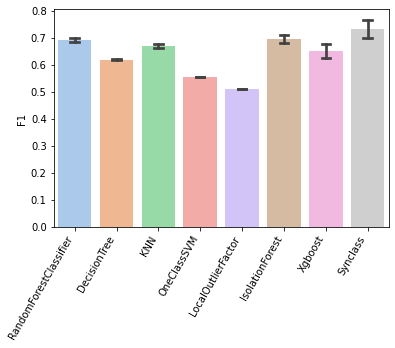 0.8
0.7
0.6
0.5
0.4
0.3
0.2
0.1
0.0
F1
RandomForestClassifier
DecisionTree
KNN
OneClassSVM
LocalOutlierFactor
IsolationForest
Xgboost
Synclass